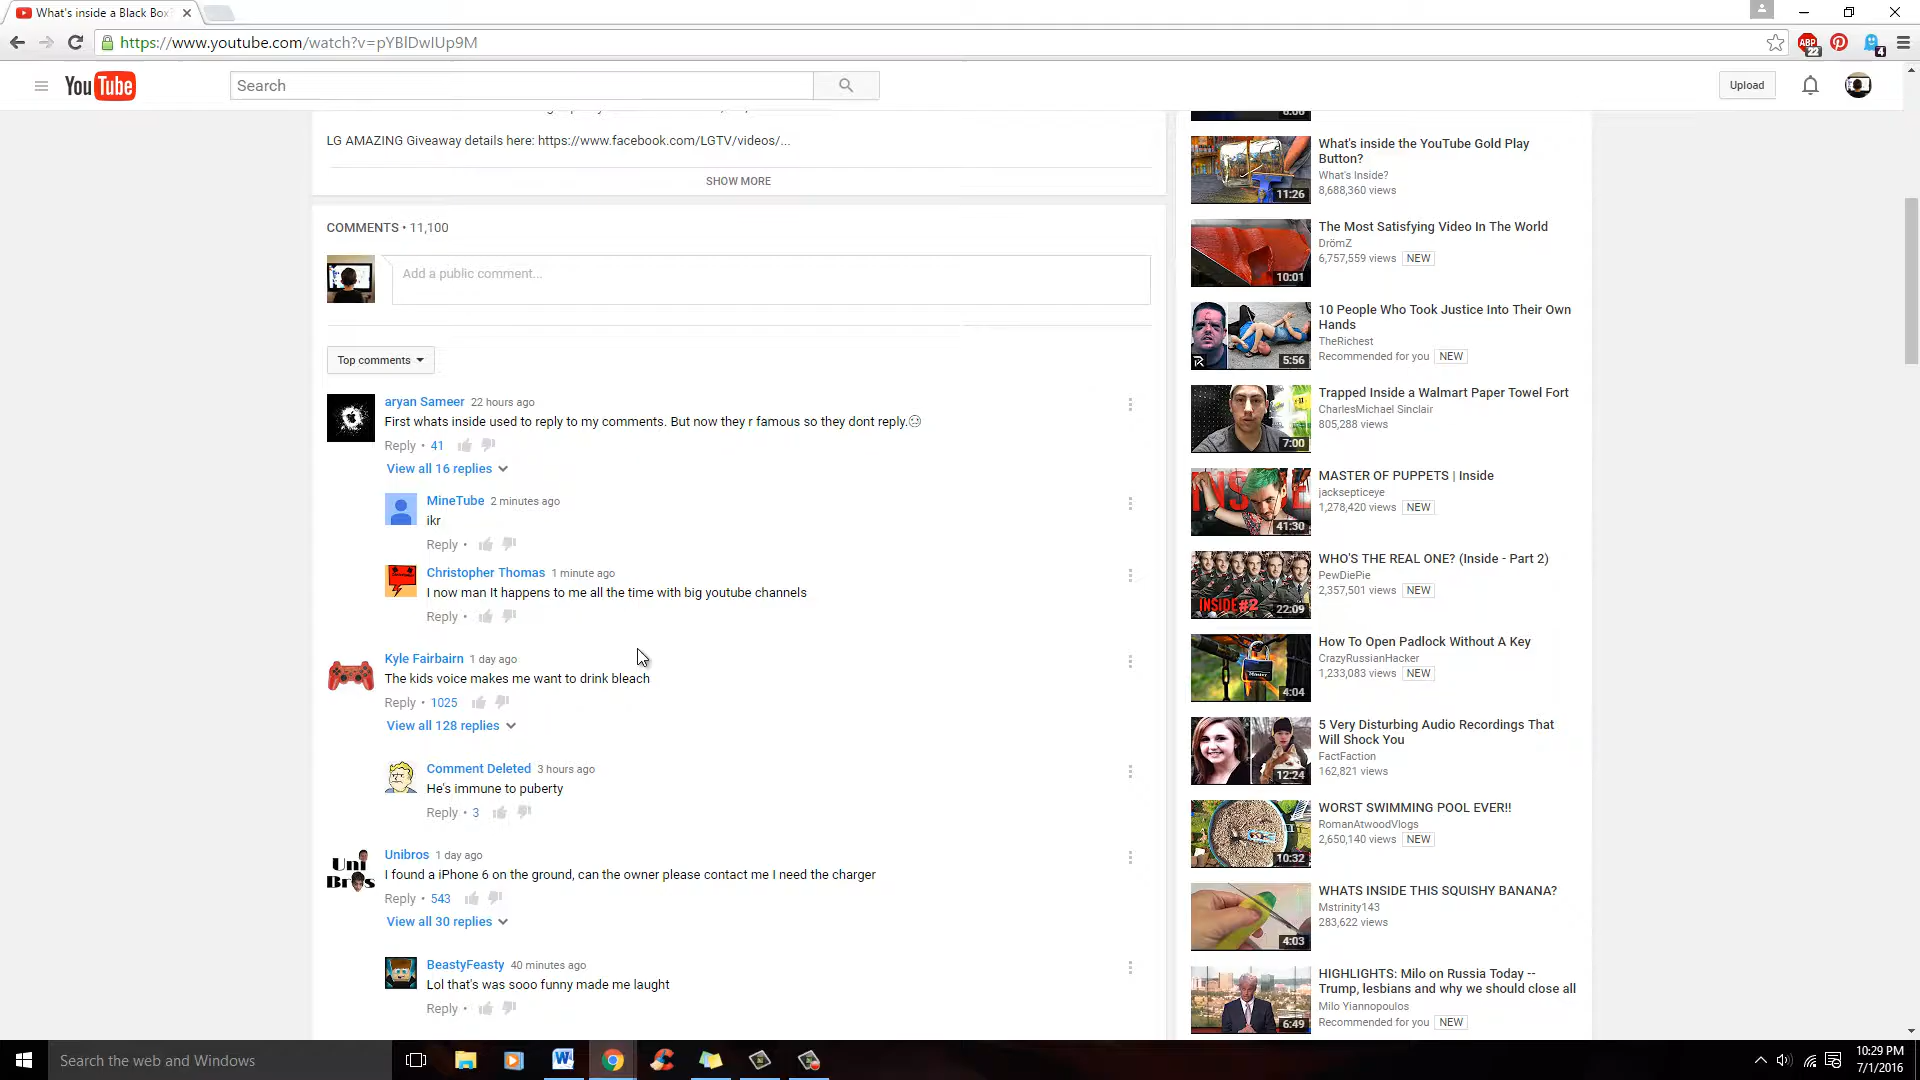 What's inside a Black Box
https://www.youtube.com/watch?v=pYBlDwIUp9M
ABP
22
4
YouTube
Search
Upload
LG AMAZING Giveaway details here: https://www.facebook.com/LGTV/videos/...
SHOW MORE
COMMENTS • 11,100
Add a public comment...
Top comments
aryan Sameer 22 hours ago
First whats inside used to reply to my comments. But now they r famous so they dont reply.
Reply • 41
View all 16 replies
MineTube 2 minutes ago
ikr
Reply •
Christopher Thomas 1 minute ago
I now man It happens to me all the time with big youtube channels
Reply •
Kyle Fairbairn 1 day ago
The kids voice makes me want to drink bleach
Reply • 1025
View all 128 replies
Comment Deleted 3 hours ago
He's immune to puberty
Reply • 3
Uni
Bros
Unibros 1 day ago
I found a iPhone 6 on the ground, can the owner please contact me I need the charger
Reply • 543
View all 30 replies
BeastyFeasty 40 minutes ago
Lol that's was sooo funny made me laught
Reply •
What's inside the YouTube Gold Play
Button?
What's Inside?
8,688,360 views
11:26
The Most Satisfying Video In The World
DrömZ
6,757,559 views NEW
10:01
10 People Who Took Justice Into Their Own
Hands
TheRichest
Recommended for you NEW
5:56
Trapped Inside a Walmart Paper Towel Fort
CharlesMichael Sinclair
805,288 views
7:00
MASTER OF PUPPETS | Inside
jacksepticeye
1,278,420 views NEW
41:30
WHO'S THE REAL ONE? (Inside - Part 2)
PewDiePie
2,357,501 views NEW
INSIDE #2
22:09
How To Open Padlock Without A Key
CrazyRussianHacker
1,233,083 views NEW
4:04
5 Very Disturbing Audio Recordings That
Will Shock You
FactFaction
162,821 views
12:24
WORST SWIMMING POOL EVER!!
RomanAtwoodVlogs
2,650,140 views NEW
10:32
WHATS INSIDE THIS SQUISHY BANANA?
Mstrinity143
283,622 views
4:03
HIGHLIGHTS: Milo on Russia Today --
Trump, lesbians and why we should close all
Milo Yiannopoulos
Recommended for you NEW
6:49
Search the web and Windows
10:29 PM
7/1/2016